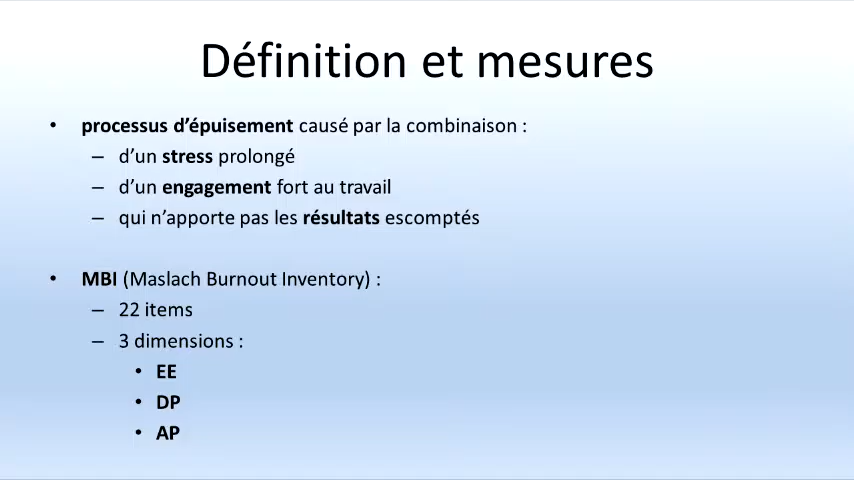 Définition et mesures
• processus d’épuisement causé par la combinaison :
– d’un stress prolongé
– d’un engagement fort au travail
– qui n’apporte pas les résultats escomptés
• MBI (Maslach Burnout Inventory) :
– 22 items
– 3 dimensions :
• EE
• DP
• AP